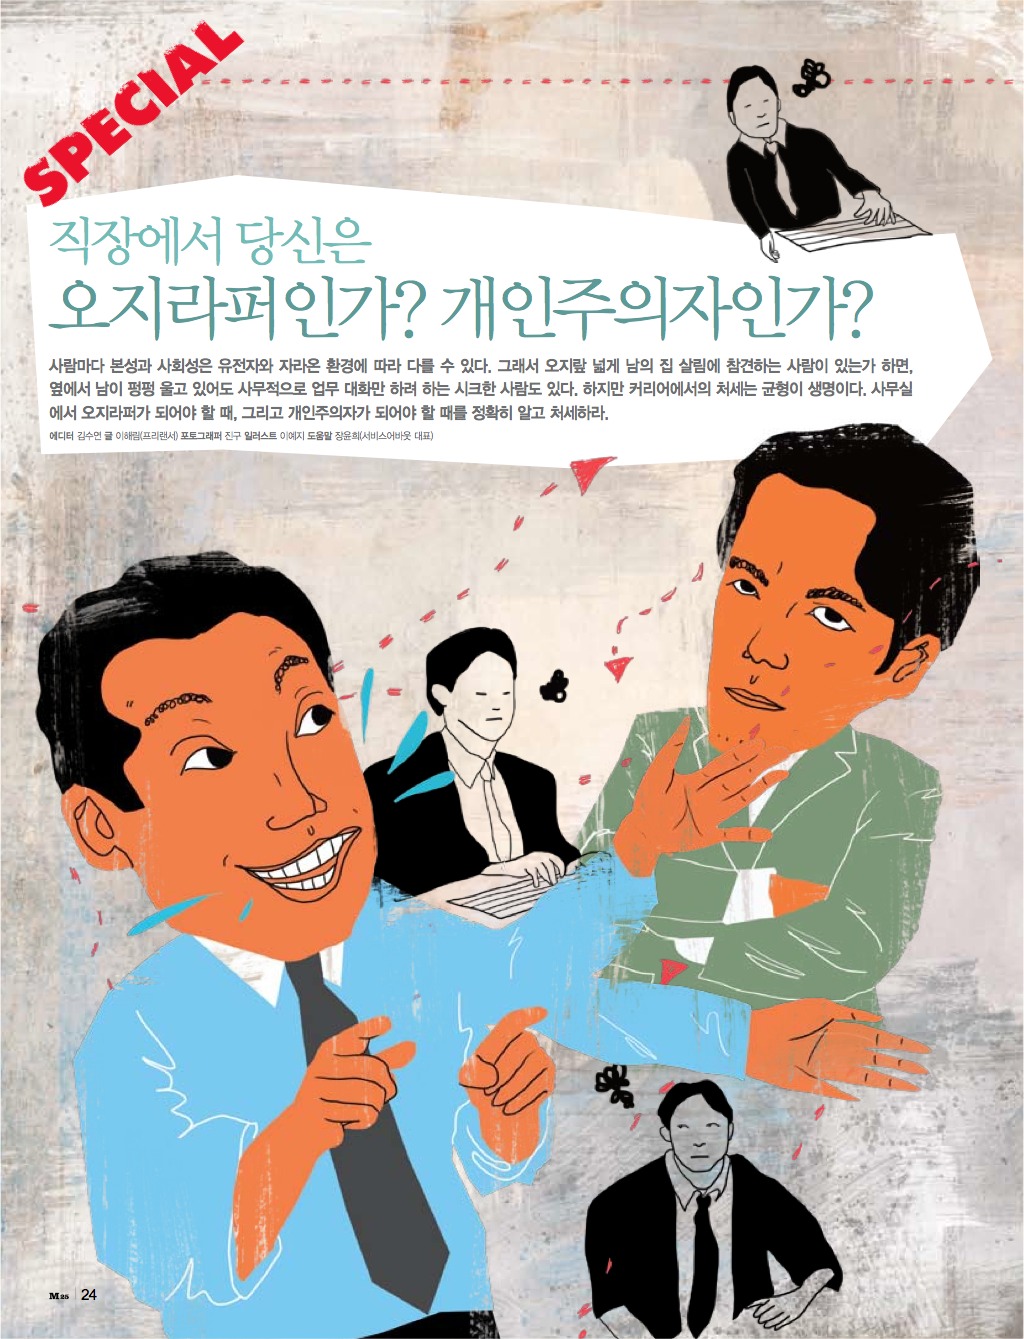 SPECIAL
직장에서 당신은
오지라퍼인가? 개인주의자인가?
사람마다 본성과 사회성은 유전자와 자라온 환경에 따라 다를 수 있다. 그래서 오지랖 넓게 남의 집 살림에 참견하는 사람이 있는가 하면,
옆에서 남이 펑펑 울고 있어도 사무적으로 업무 대화만 하려 하는 시크한 사람도 있다. 하지만 커리어에서의 처세는 균형이 생명이다. 사무실
에서 오지라퍼가 되어야 할 때, 그리고 개인주의자가 되어야 할 때를 정확히 알고 처세하라.
에디터 김수연 글 이해림(프리랜서) 포토그래퍼 진구 일러스트 이예지 도움말 장윤희(서비스어바웃 대표)
M25 24